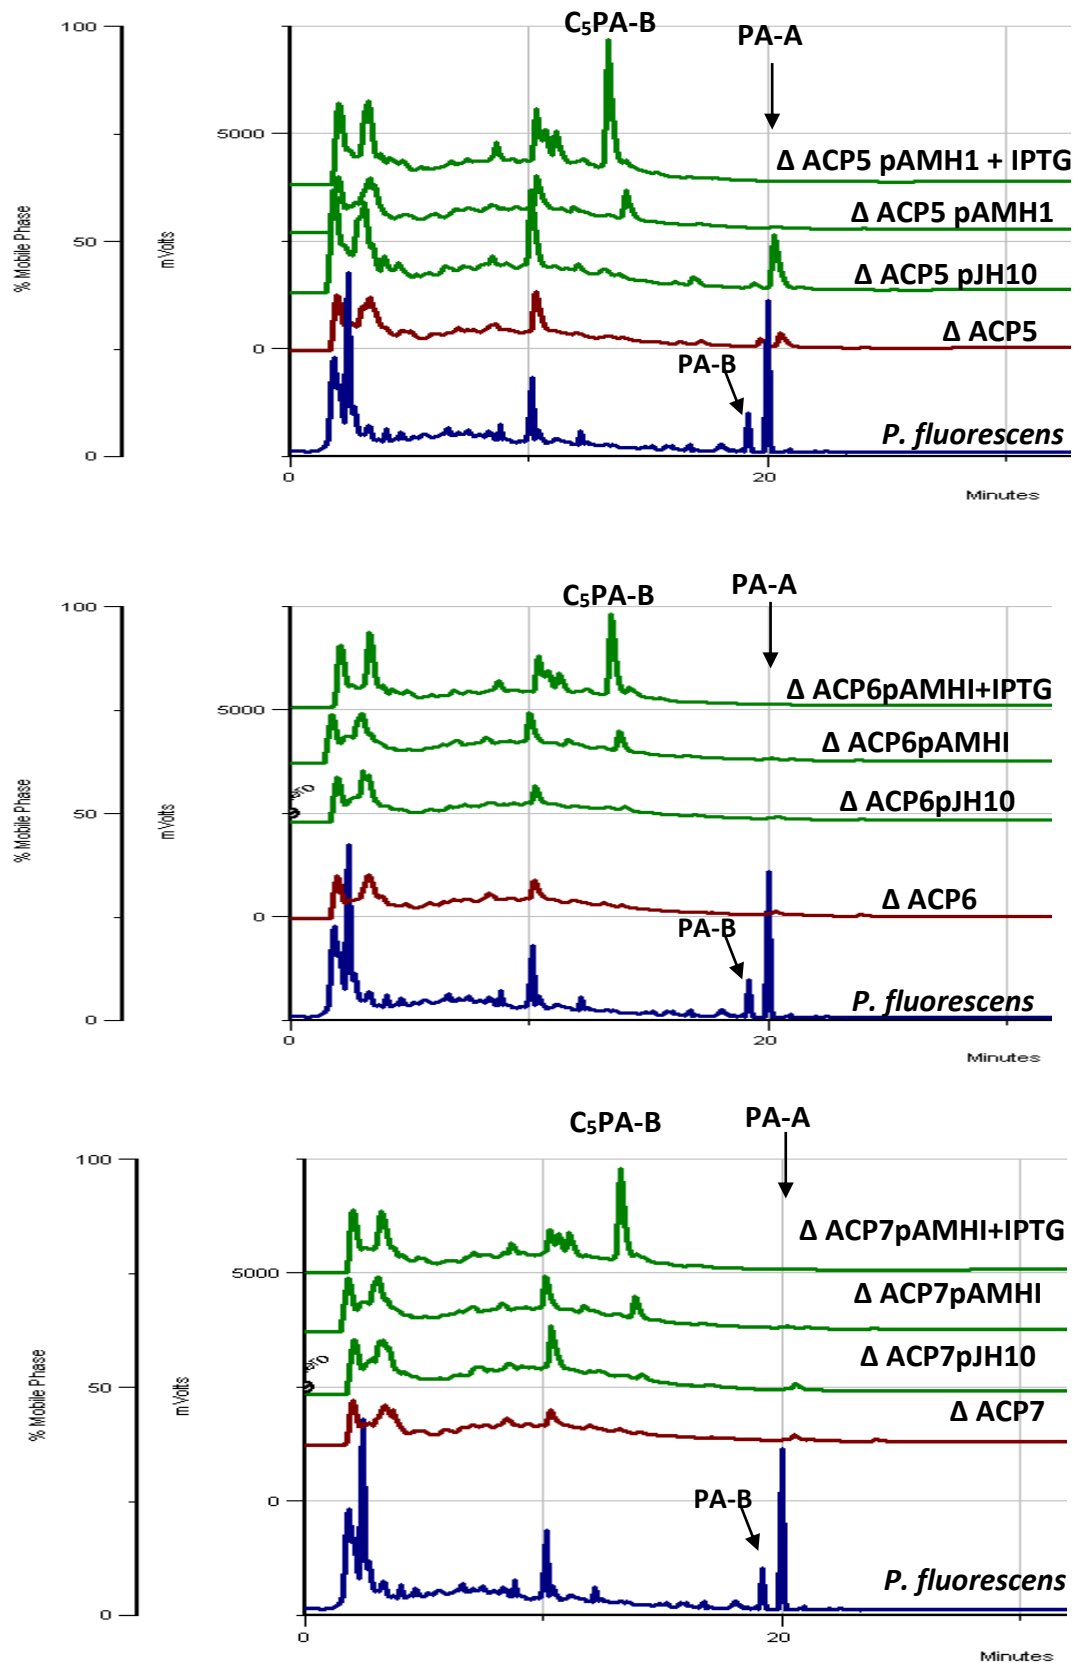 C₅PA-B
PA-A
100
5000
Δ ACP5 pAMH1 + IPTG
Δ ACP5 pAMH1
% Mobile Phase
50
mVolts
Δ ACP5 pJH10
Δ ACP5
0
PA-B
P. fluorescens
0
0
20
Minutes
C₅PA-B
PA-A
100
5000
Δ ACP6pAMHI+IPTG
Δ ACP6pAMHI
% Mobile Phase
50
mVolts
Δ ACP6pJH10
Δ ACP6
0
PA-B
P. fluorescens
0
0
20
Minutes
C₅PA-B
PA-A
100
5000
Δ ACP7pAMHI+IPTG
Δ ACP7pAMHI
% Mobile Phase
50
mVolts
Δ ACP7pJH10
Δ ACP7
0
PA-B
P. fluorescens
0
0
20
Minutes